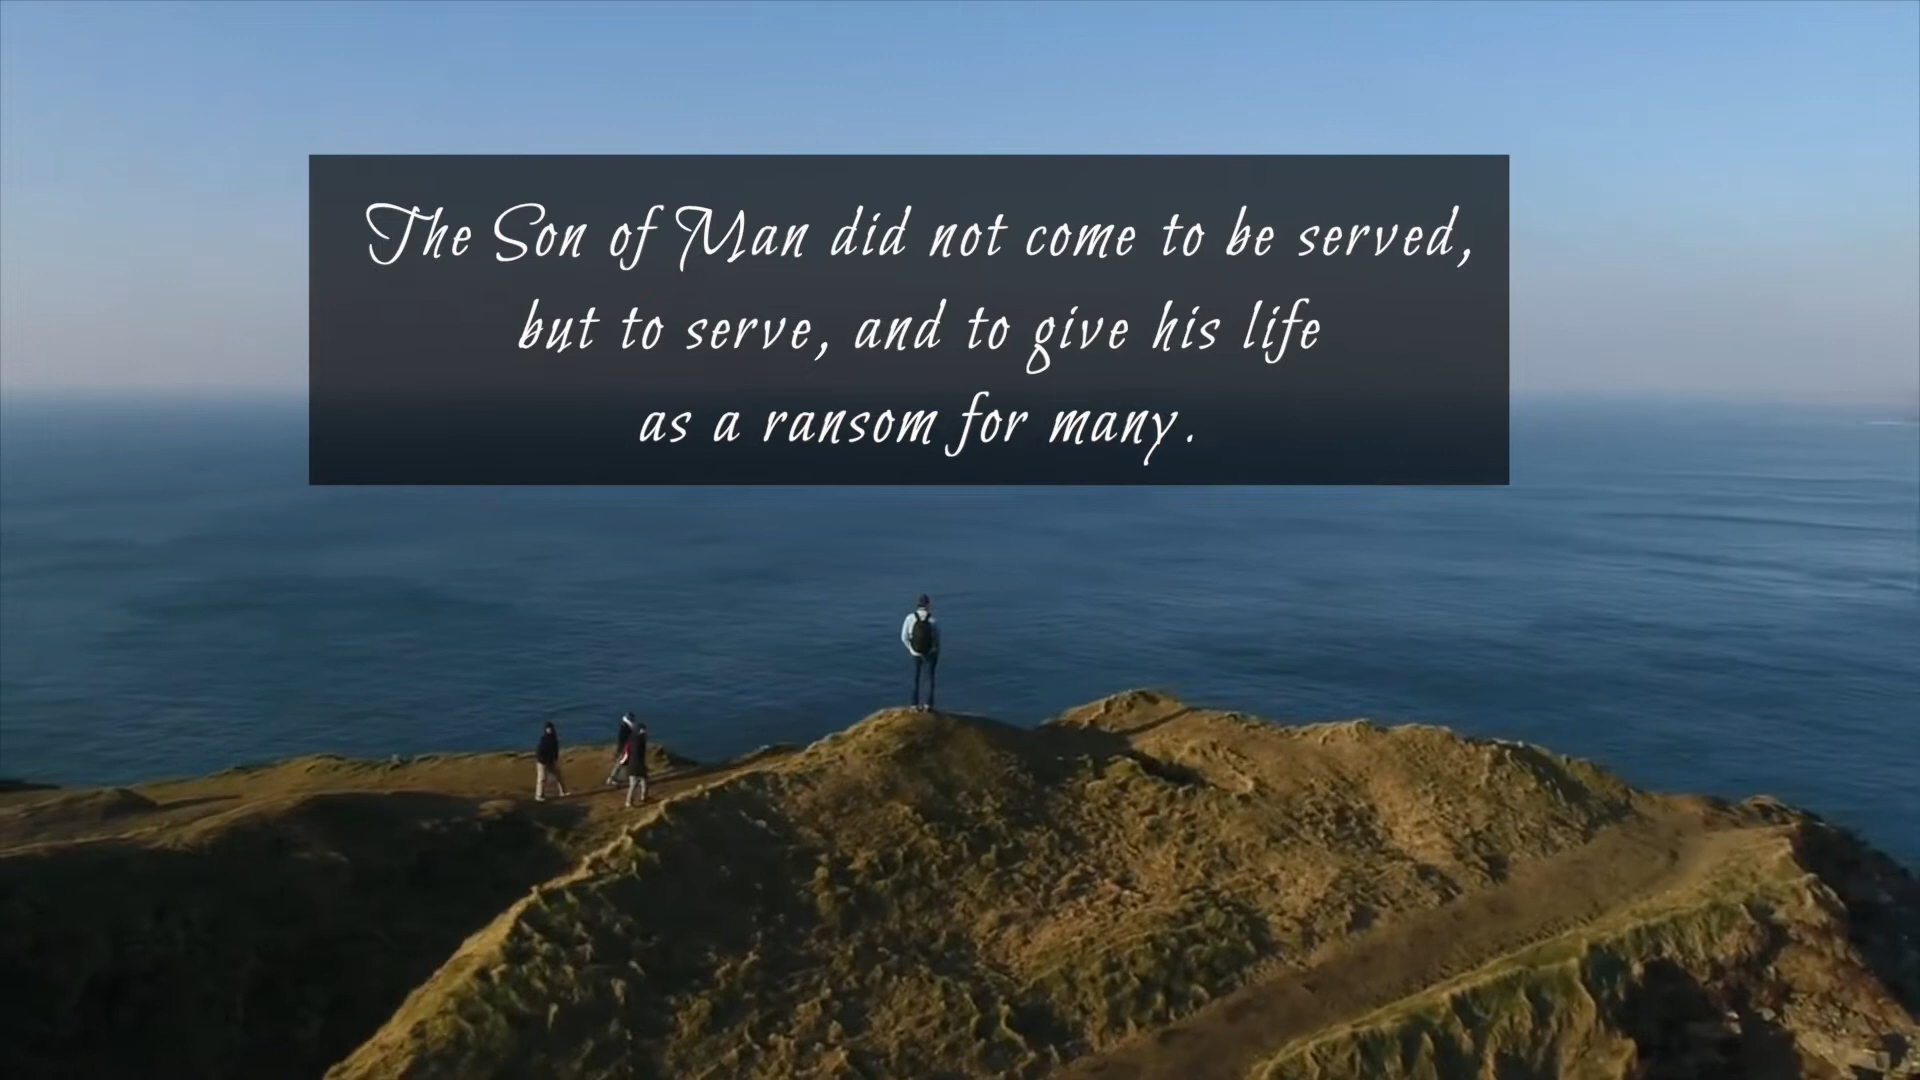 The Son of Man did not come to be served,
but to serve, and to give his life
as a ransom for many.